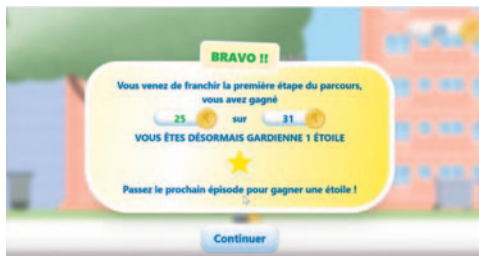 BRAVO !!
Vous venez de franchir la première étape du parcours,
vous avez gagné
25 sur 31
VOUS ÊTES DÉSORMAIS GARDIENNE 1 ÉTOILE
Passez le prochain épisode pour gagner une étoile !
Continuer